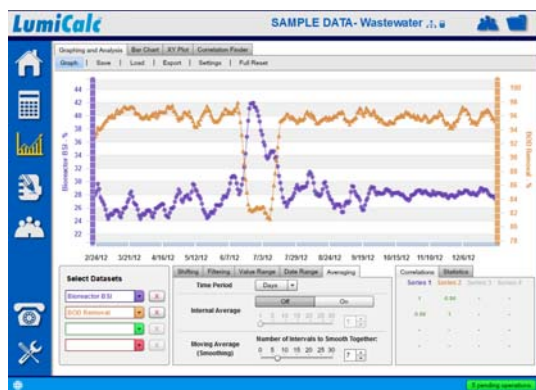 LumiCalc
SAMPLE DATA- Wastewater
Graphing and Analysis Bar Chart XY Plot Correlation Finder
Graph | Save | Load | Export | Settings | Full Reset
44
42
40
38
36
34
32
30
28
26
24
22
Bioreactor BSI - %
100
98
96
94
92
90
88
86
84
82
80
78
BOD Removal - %
2/24/12 3/21/12 4/16/12 5/12/12 6/7/12 7/3/12 7/29/12 8/24/12 9/19/12 10/15/12 11/10/12 12/6/12
Select Datasets
Bioreactor BSI X
BOD Removal X
X
X
Shifting Filtering Value Range Date Range Averaging
Time Period Days
Off On
Internal Average
Number of Intervals to Smooth Together:
Moving Average
(Smoothing)
0 5 10 15 20 25 30
7
Correlations Statistics
Series 1 Series 2 Series 3 Series 4
0 pending operations